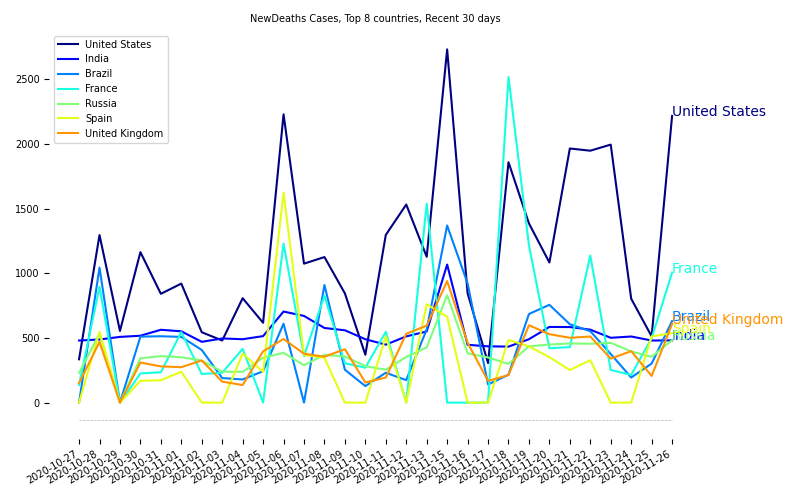 NewDeaths Cases, Top 8 countries, Recent 30 days
United States
India
Brazil
France
Russia
Spain
United Kingdom
2500
2000
1500
1000
500
0
United States
France
Brazil
United Kingdom
Spain
India
2020-10-27
2020-10-28
2020-10-29
2020-10-30
2020-10-31
2020-11-01
2020-11-02
2020-11-03
2020-11-04
2020-11-05
2020-11-06
2020-11-07
2020-11-08
2020-11-09
2020-11-10
2020-11-11
2020-11-12
2020-11-13
2020-11-15
2020-11-16
2020-11-17
2020-11-18
2020-11-19
2020-11-20
2020-11-21
2020-11-22
2020-11-23
2020-11-24
2020-11-25
2020-11-26